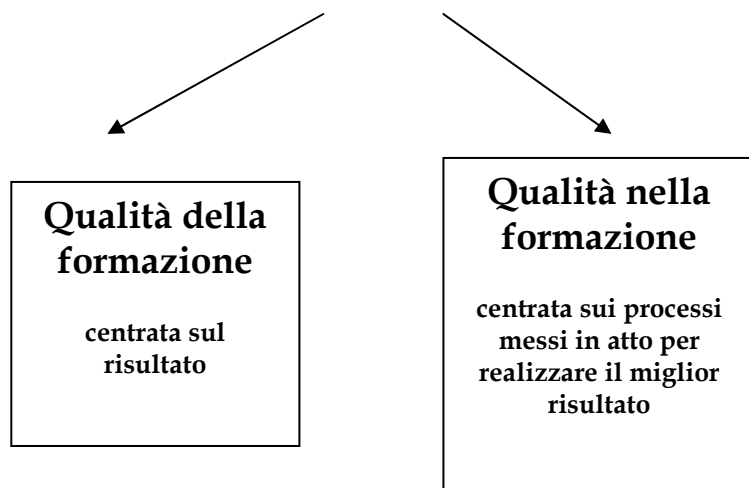 Qualità della
formazione
centrata sul
risultato
Qualità nella
formazione
centrata sui processi
messi in atto per
realizzare il miglior
risultato